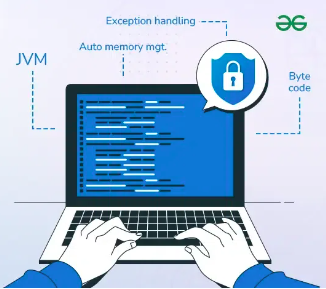 Exception handling
Auto memory mgt.
JVM
Byte
code